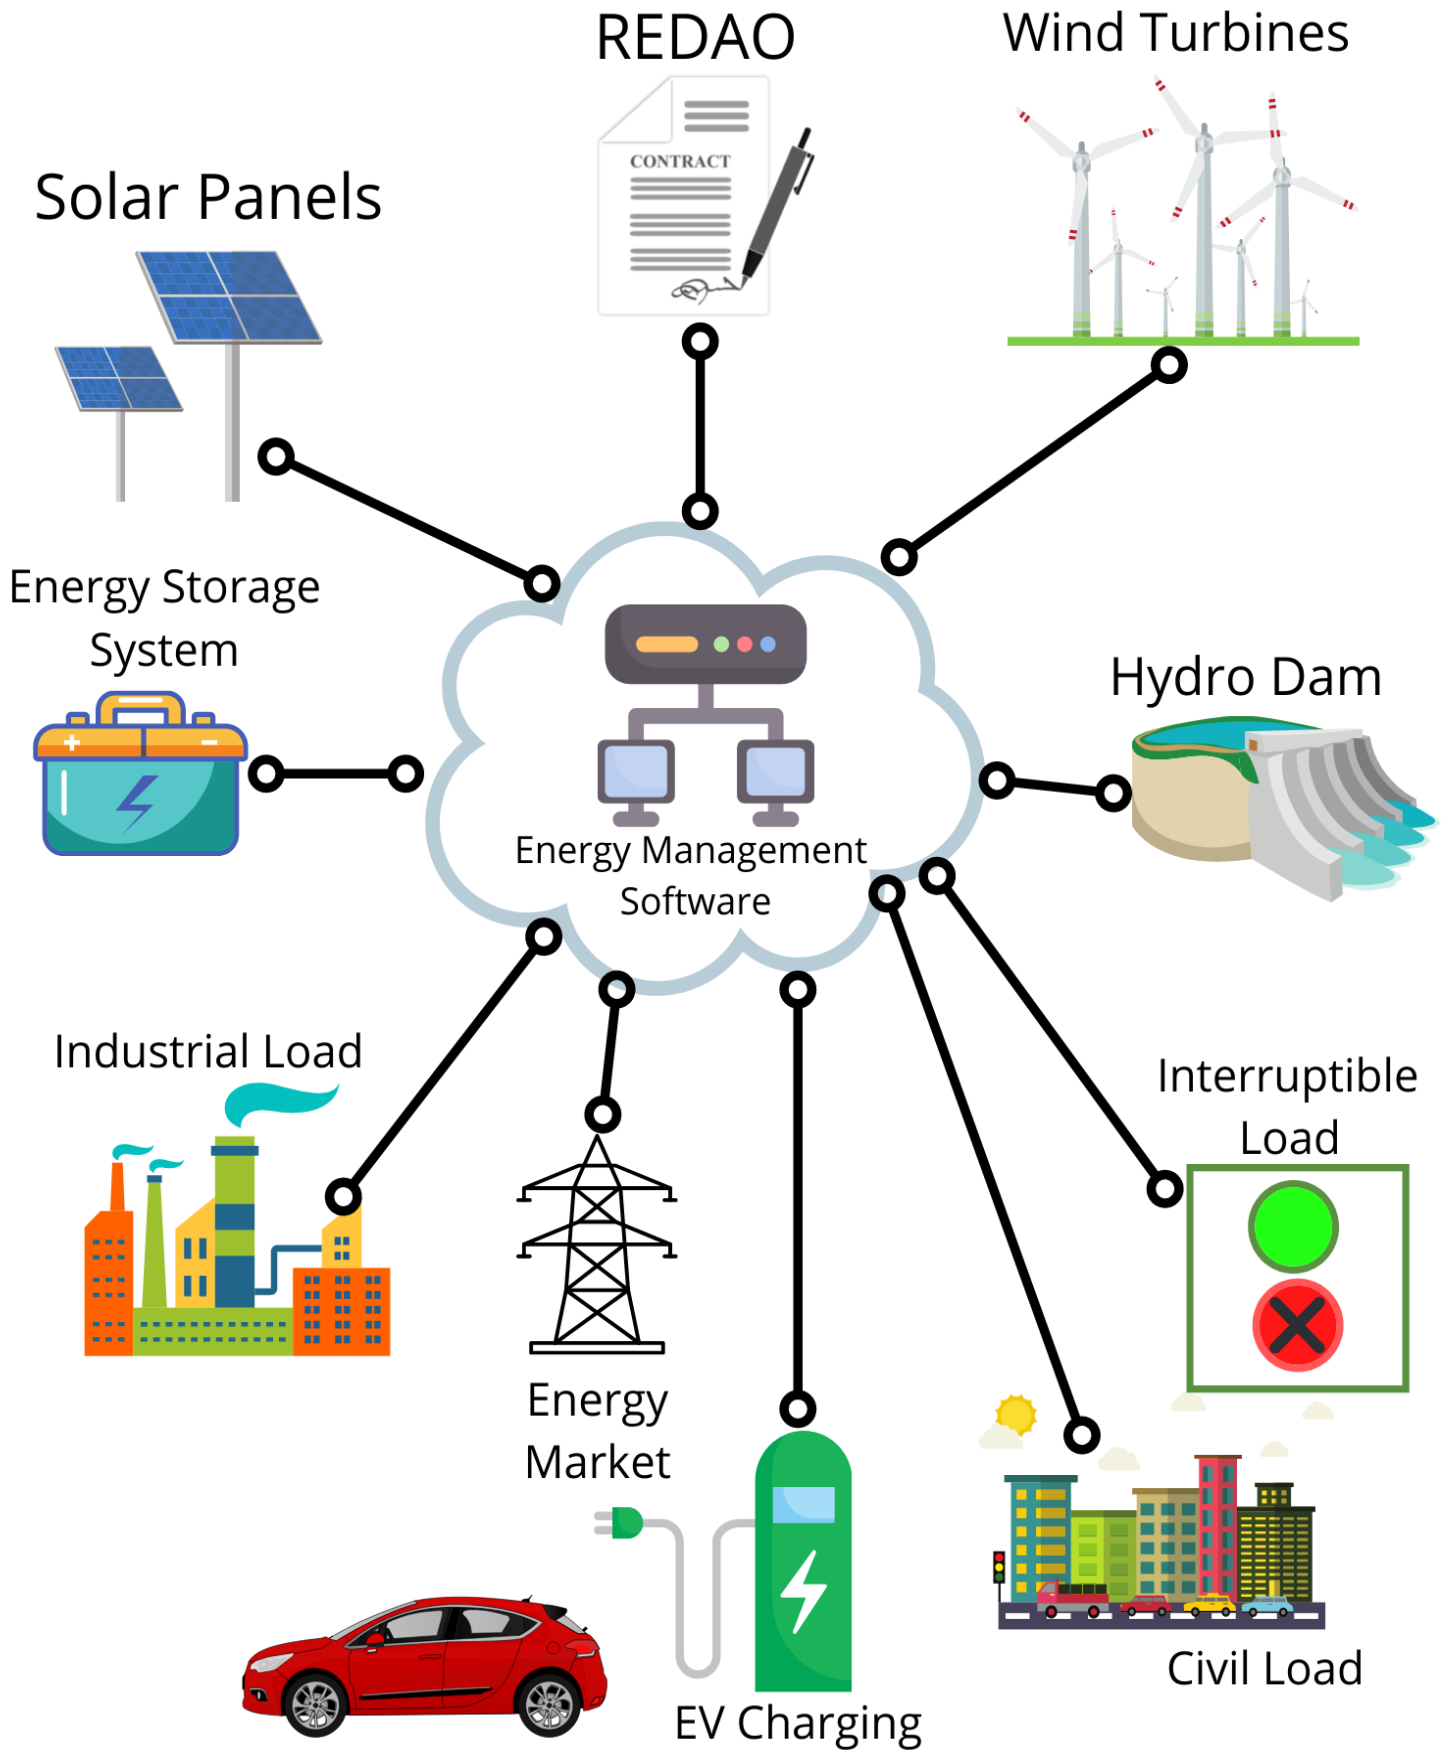 REDAO
Wind Turbines
CONTRACT
Solar Panels
Energy Storage
System
Hydro Dam
Energy Management
Software
Industrial Load
Interruptible
Load
Energy
Market
Civil Load
EV Charging